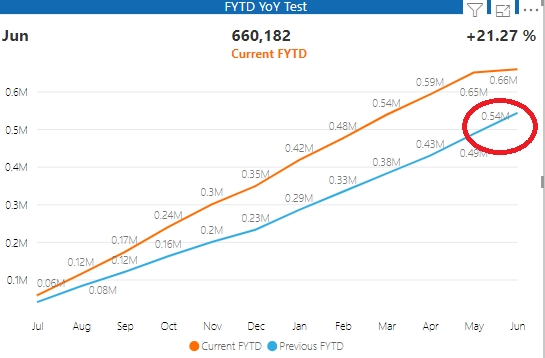 FYTD YoY Test
Jun 660,182 +21.27 %
Current FYTD
0.6M
0.5M
0.4M
0.3M
0.2M
0.1M
0.06M 0.12M 0.17M 0.24M 0.3M 0.35M 0.42M 0.48M 0.54M 0.59M 0.65M 0.66M
0.08M 0.12M 0.16M 0.2M 0.23M 0.29M 0.33M 0.38M 0.43M 0.49M 0.54M
Jul Aug Sep Oct Nov Dec Jan Feb Mar Apr May Jun
Current FYTD Previous FYTD